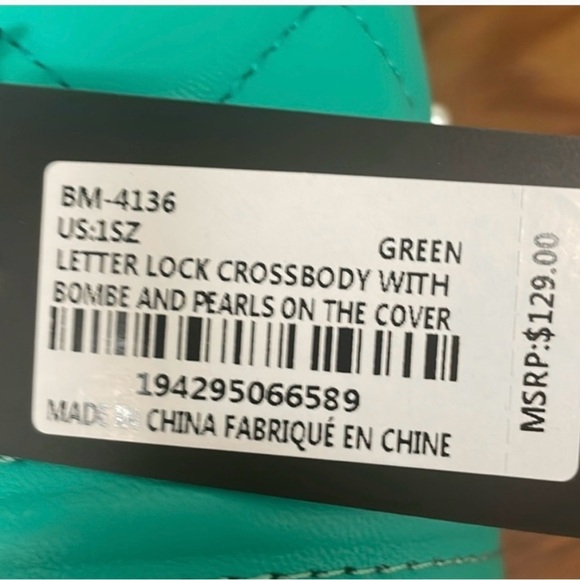 BM-4136
US:1SZ
GREEN
LETTER LOCK CROSSBODY WITH
BOMBE AND PEARLS ON THE COVER
194295066589
MADE IN CHINA FABRIQUÉ EN CHINE
MSRP:$129.00